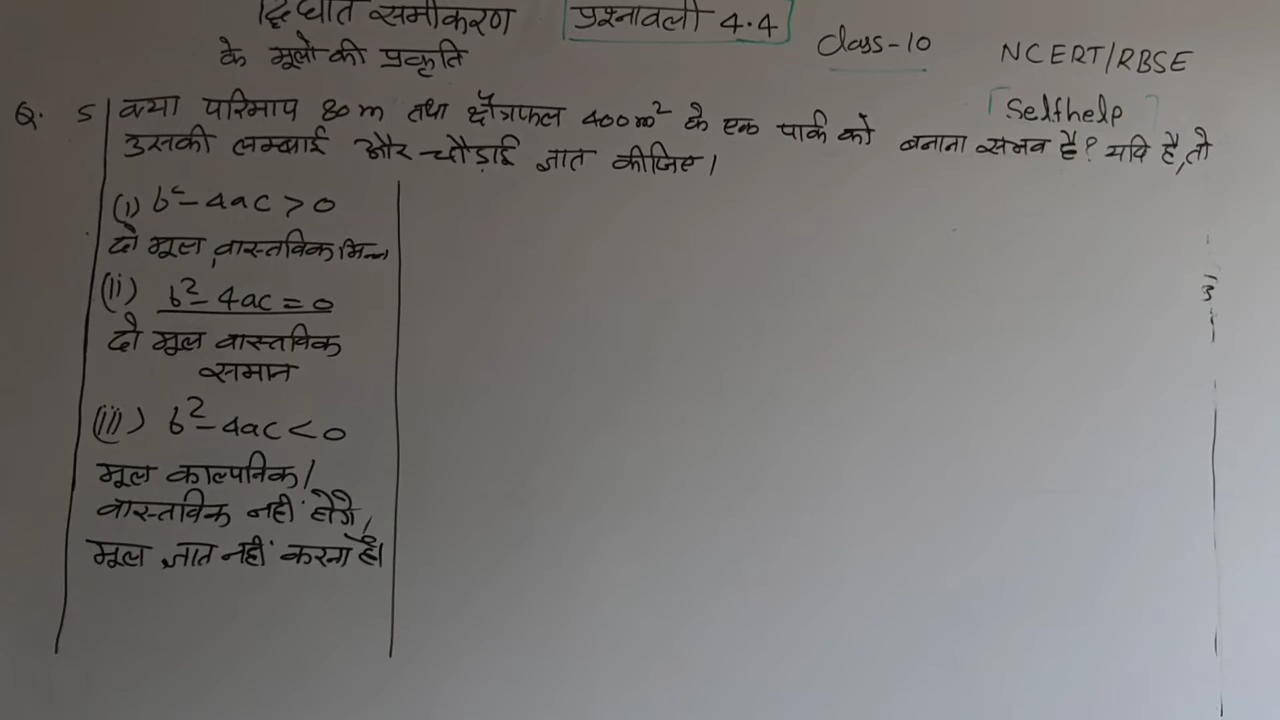 द्विघात समीकरण
के मूलों की प्रकृति
प्रश्नावली 4.4
Class-10
NCERT/RBSE
Selfhelp
Q. 5 क्या परिमाप 80 m तथा क्षेत्रफल 400 m² के एक पार्क को बनाना संभव है? यदि है, तो
उसकी लम्बाई और चौड़ाई ज्ञात कीजिए।
(i) b² - 4ac > 0
दो मूल, वास्तविक भिन्न
(ii) b² - 4ac = 0
दो मूल वास्तविक
समान
(iii) b² - 4ac < 0
मूल काल्पनिक /
वास्तविक नहीं होंगे,
मूल ज्ञात नहीं करना है।